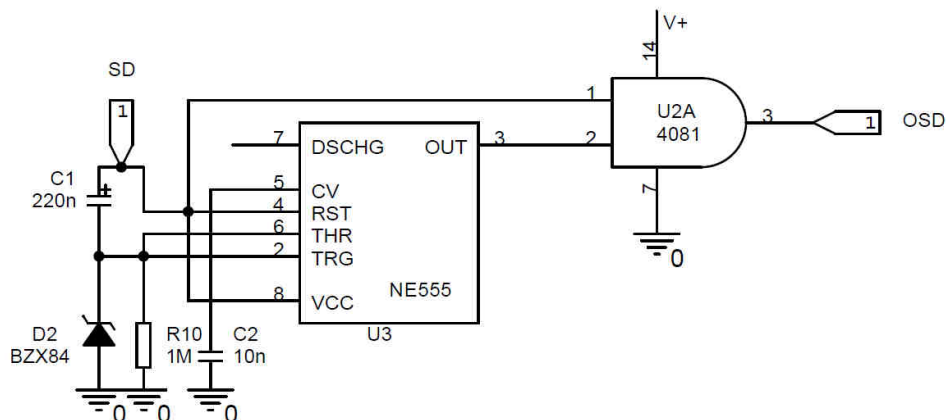 V+
14
SD
1
1
U2A
4081
3
1
OSD
2
7
DSCHG
OUT
3
C1
220n
5
CV
4
RST
7
6
THR
2
TRG
0
8
VCC
NE555
U3
D2
BZX84
R10
1M
C2
10n
0
0
0